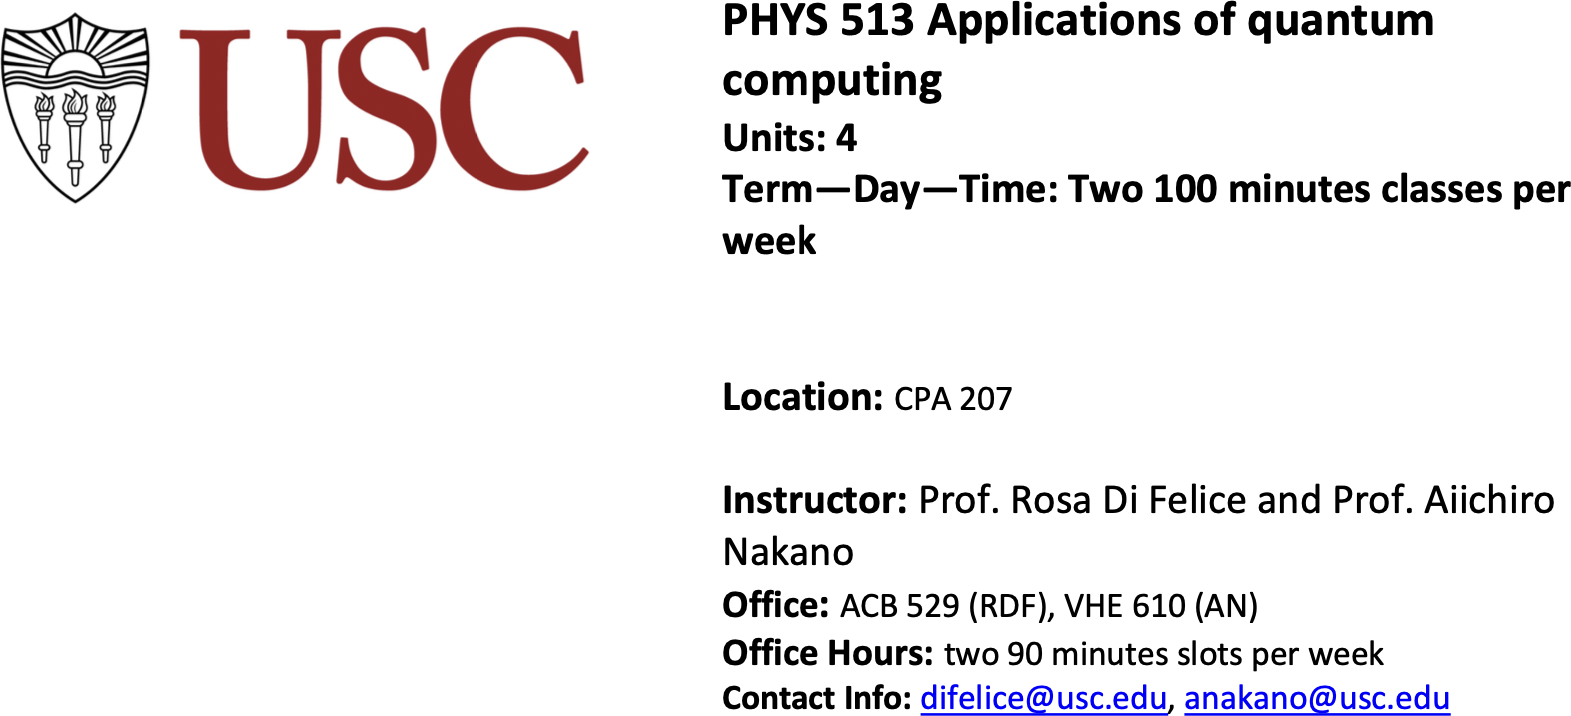 USC
PHYS 513 Applications of quantum
computing
Units: 4
Term—Day—Time: Two 100 minutes classes per
week
Location: CPA 207
Instructor: Prof. Rosa Di Felice and Prof. Aiichiro
Nakano
Office: ACB 529 (RDF), VHE 610 (AN)
Office Hours: two 90 minutes slots per week
Contact Info: difelice@usc.edu, anakano@usc.edu